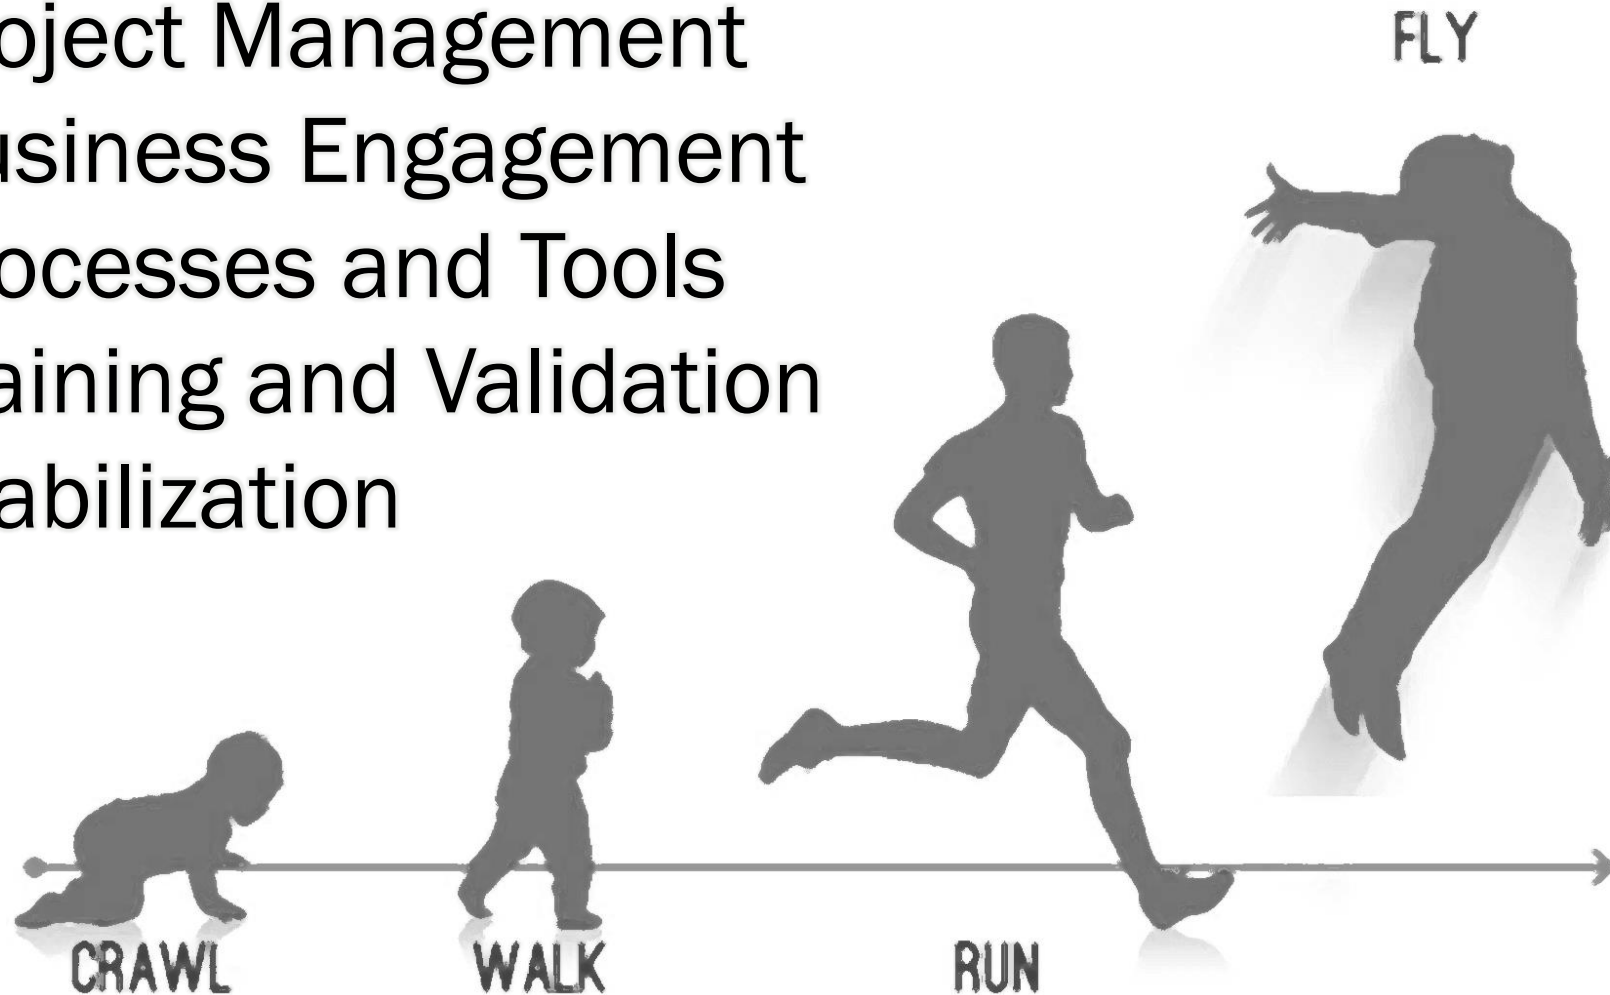 oject Management
usiness Engagement
ocesses and Tools
aining and Validation
abilization
FLY
CRAWL
WALK
RUN